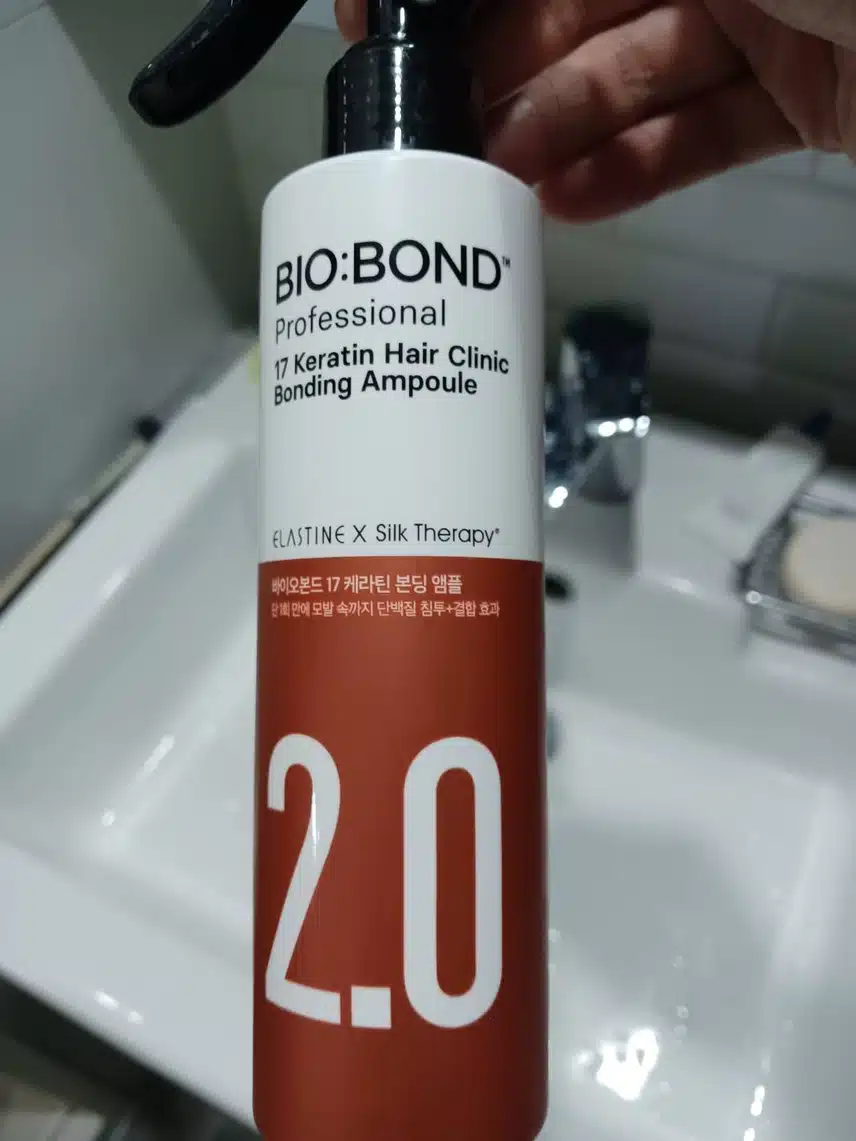 BIO:BOND™
Professional
17 Keratin Hair Clinic
Bonding Ampoule
ELASTINE X Silk Therapy®
바이오본드 17 케라틴 본딩 앰플
단 1회 만에 모발 속까지 단백질 침투+결합 효과
2.0